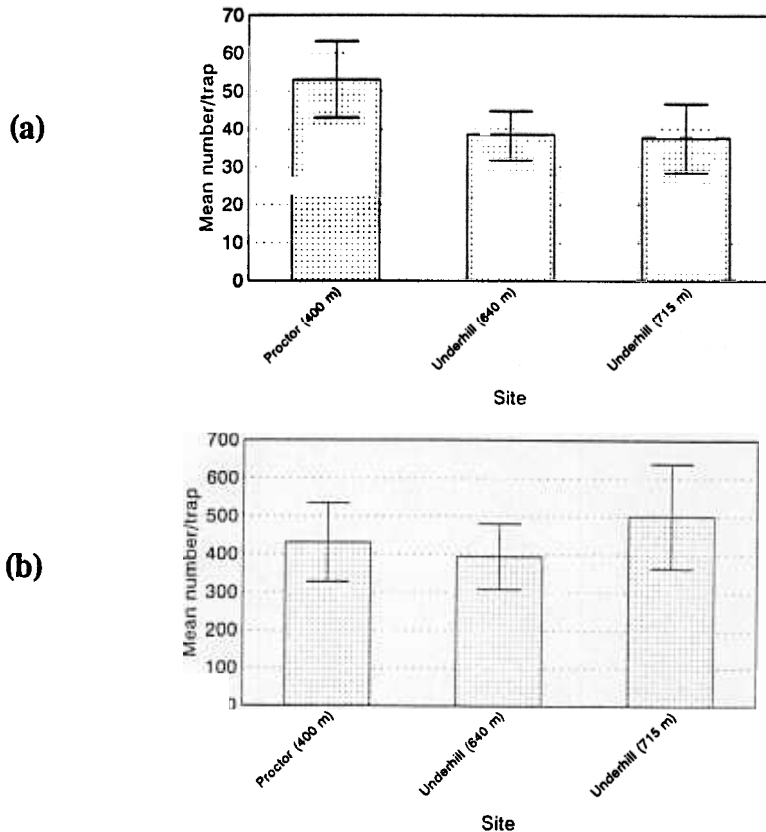 (a)
Mean number/trap
70
60
50
40
30
20
10
0
Proctor (400 m)
Underhill (640 m)
Underhill (715 m)
Site
(b)
Mean number/trap
700
600
500
400
300
200
100
Proctor (400 m)
Underhill (640 m)
Underhill (715 m)
Site